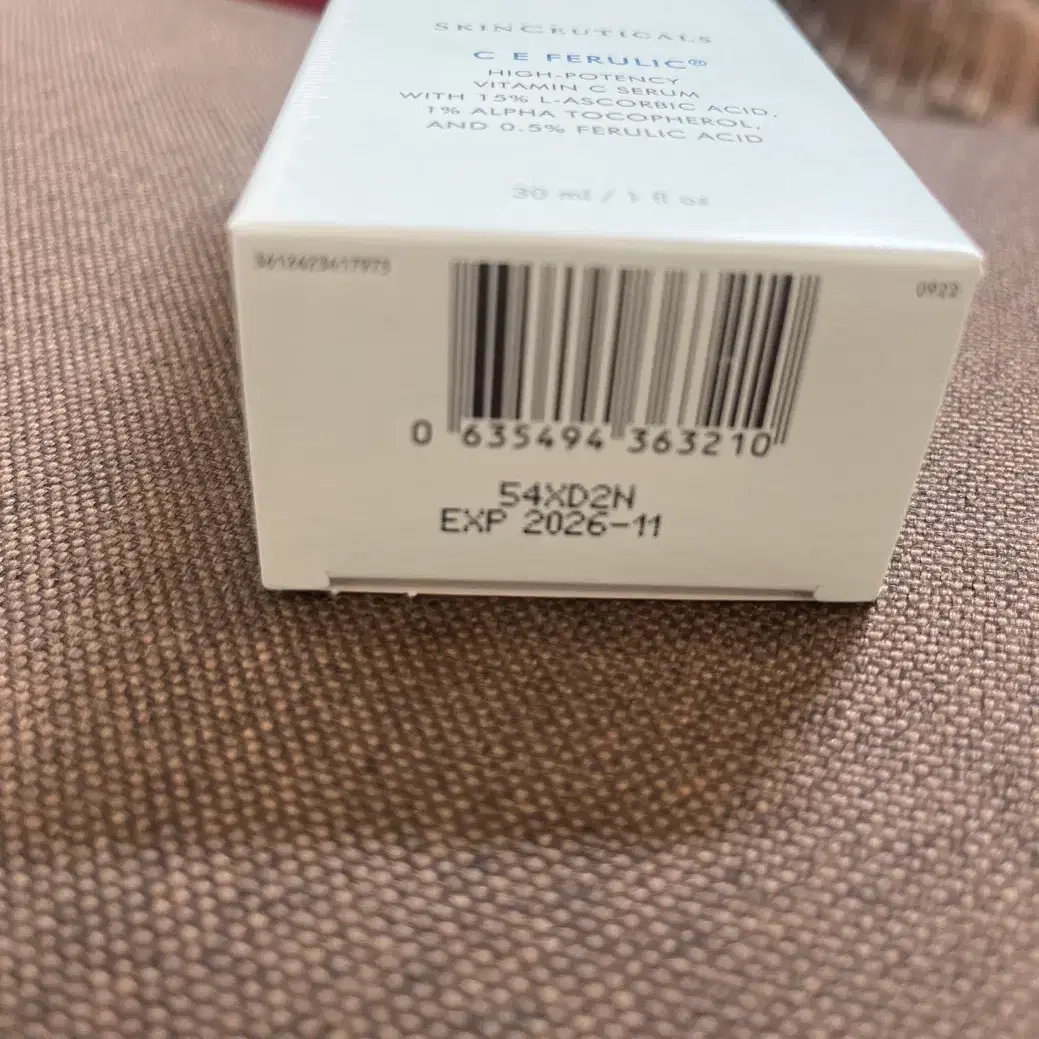 SKINCEUTICALS
C E FERULIC®
HIGH-POTENCY
VITAMIN C SERUM
WITH 15% L-ASCORBIC ACID,
1% ALPHA TOCOPHEROL,
AND 0.5% FERULIC ACID
30 ml / 1 fl oz
3612623417973
0922
0 635494 363210
54XD2N
EXP 2026-11